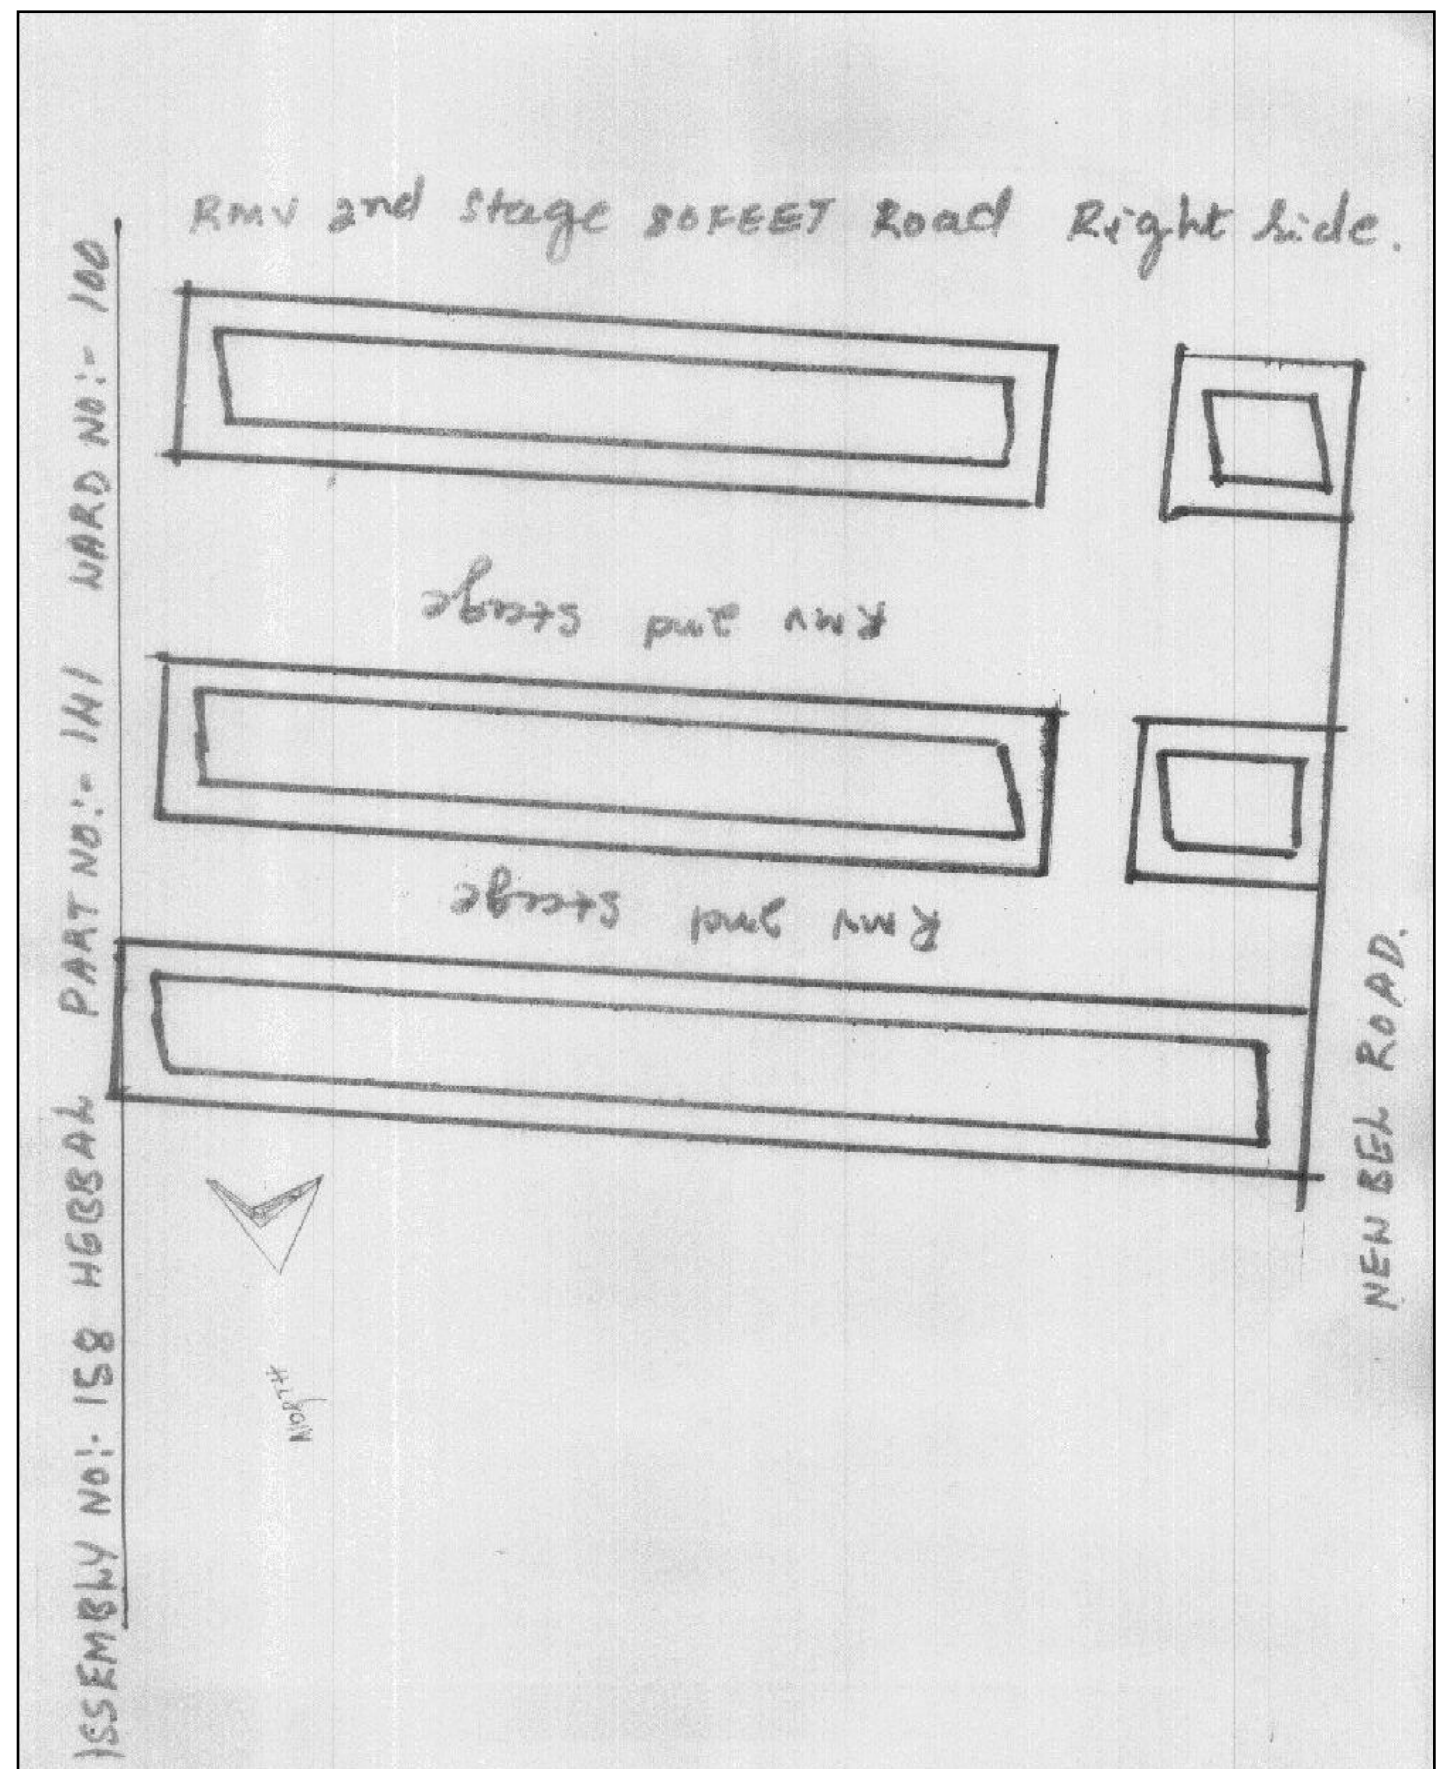 RMV 2nd Stage 80FEET Road Right Side.
ISSEMBLY NO:- 158 HEBBAL PART NO:- 141 WARD NO:- 100
RMV 2nd Stage
RMV 2nd Stage
NEW BEL ROAD.
NORTH